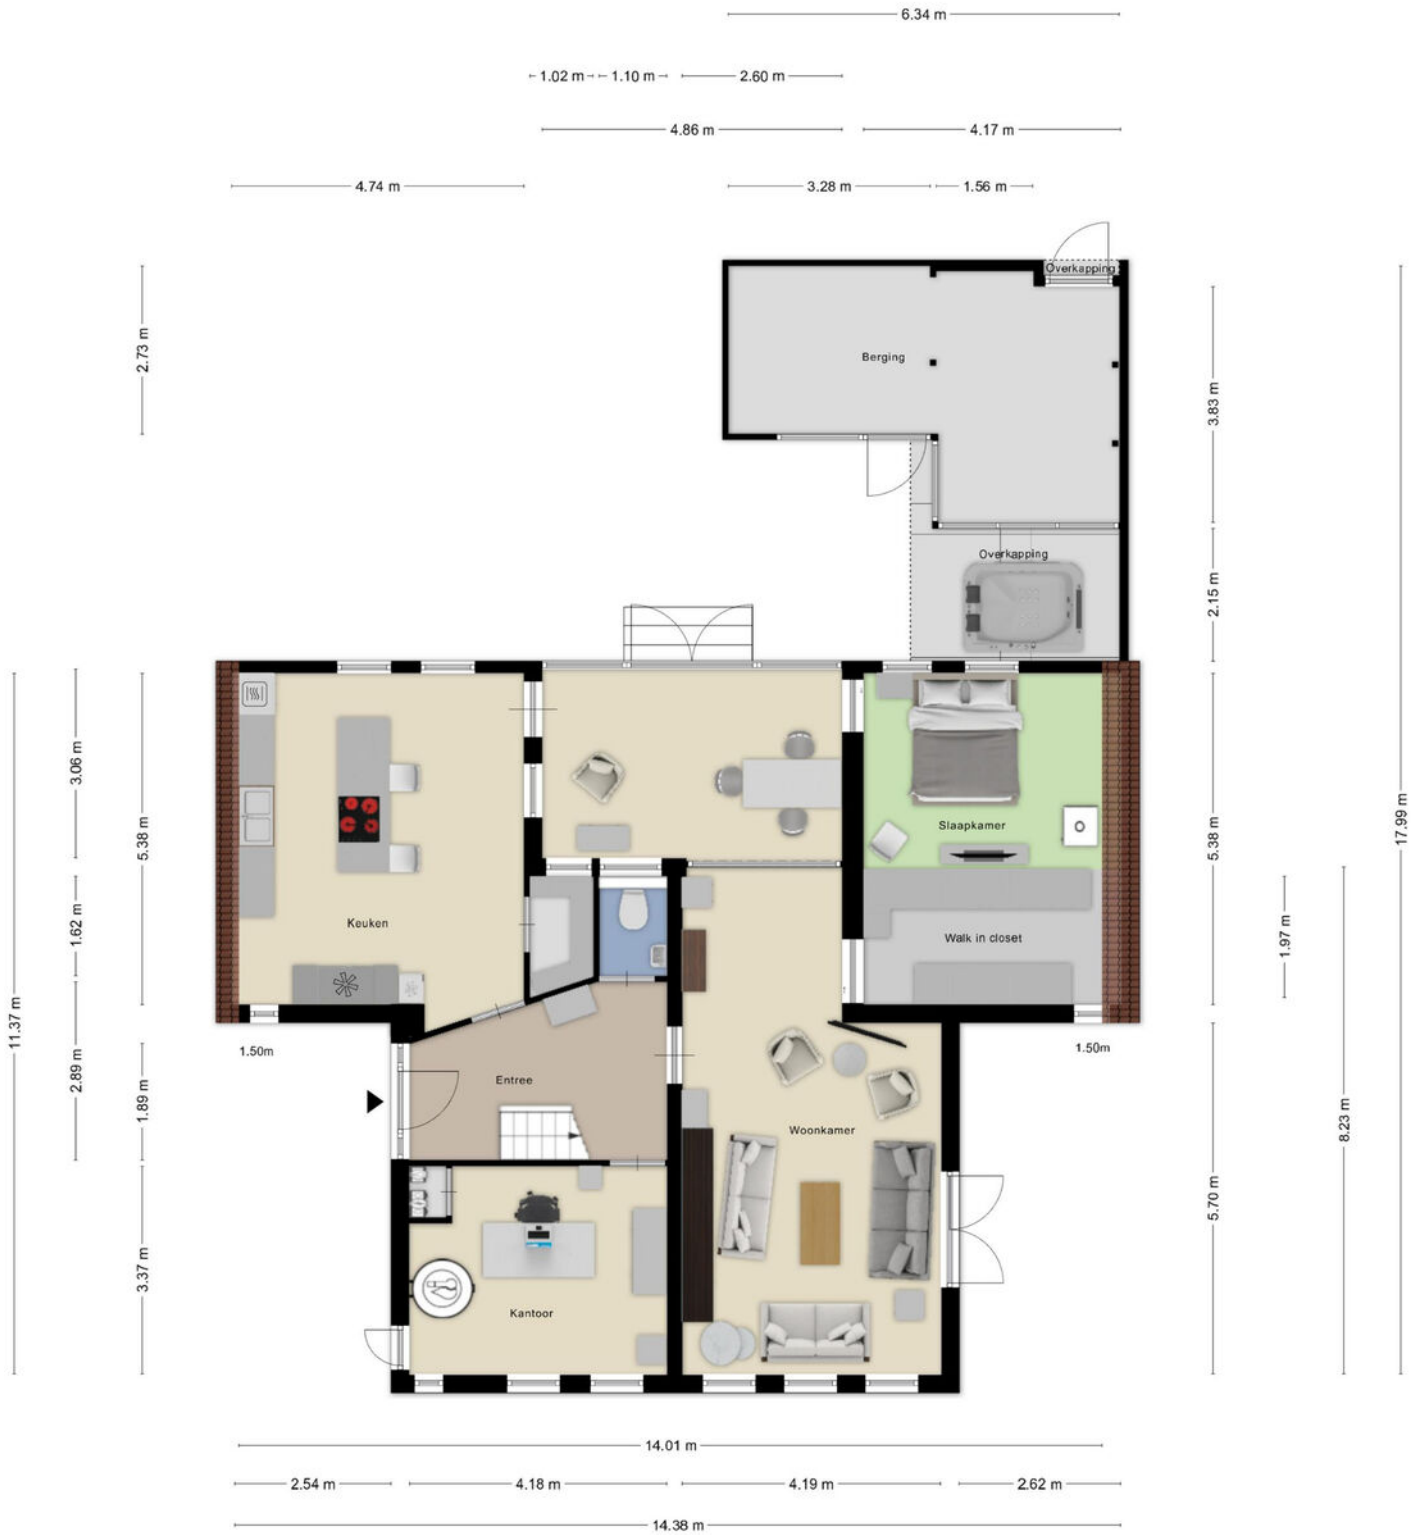 6.34 m
1.02 m
1.10 m
2.60 m
4.86 m
4.17 m
4.74 m
3.28 m
1.56 m
Overkapping
2.73 m
Berging
3.83 m
Overkapping
2.15 m
3.06 m
5.38 m
Slaapkamer
5.38 m
17.99 m
Keuken
1.62 m
Walk in closet
1.97 m
11.37 m
1.50m
1.50m
2.89 m
Entree
1.89 m
8.23 m
Woonkamer
5.70 m
3.37 m
Kantoor
14.01 m
2.54 m
4.18 m
4.19 m
2.62 m
14.38 m